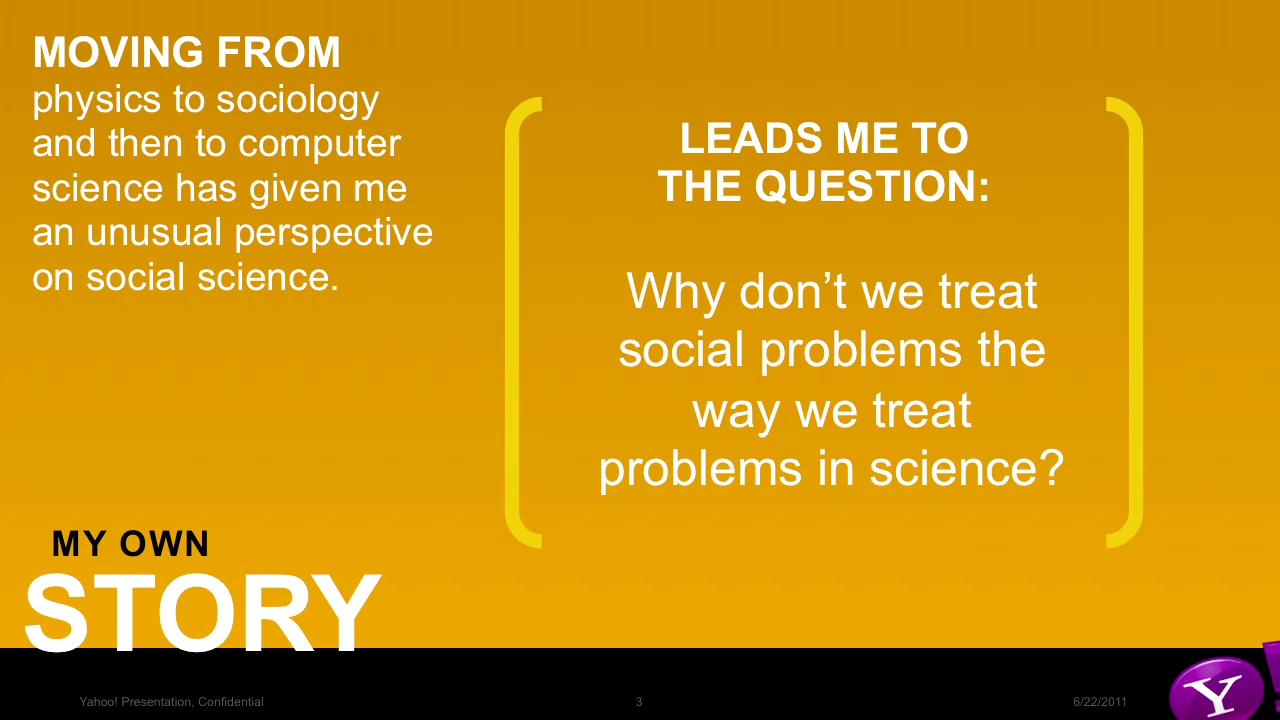 MOVING FROM
physics to sociology
and then to computer
science has given me
an unusual perspective
on social science.
LEADS ME TO
THE QUESTION:
Why don’t we treat
social problems the
way we treat
problems in science?
MY OWN
STORY
Yahoo! Presentation, Confidential
3
6/22/2011
Y!